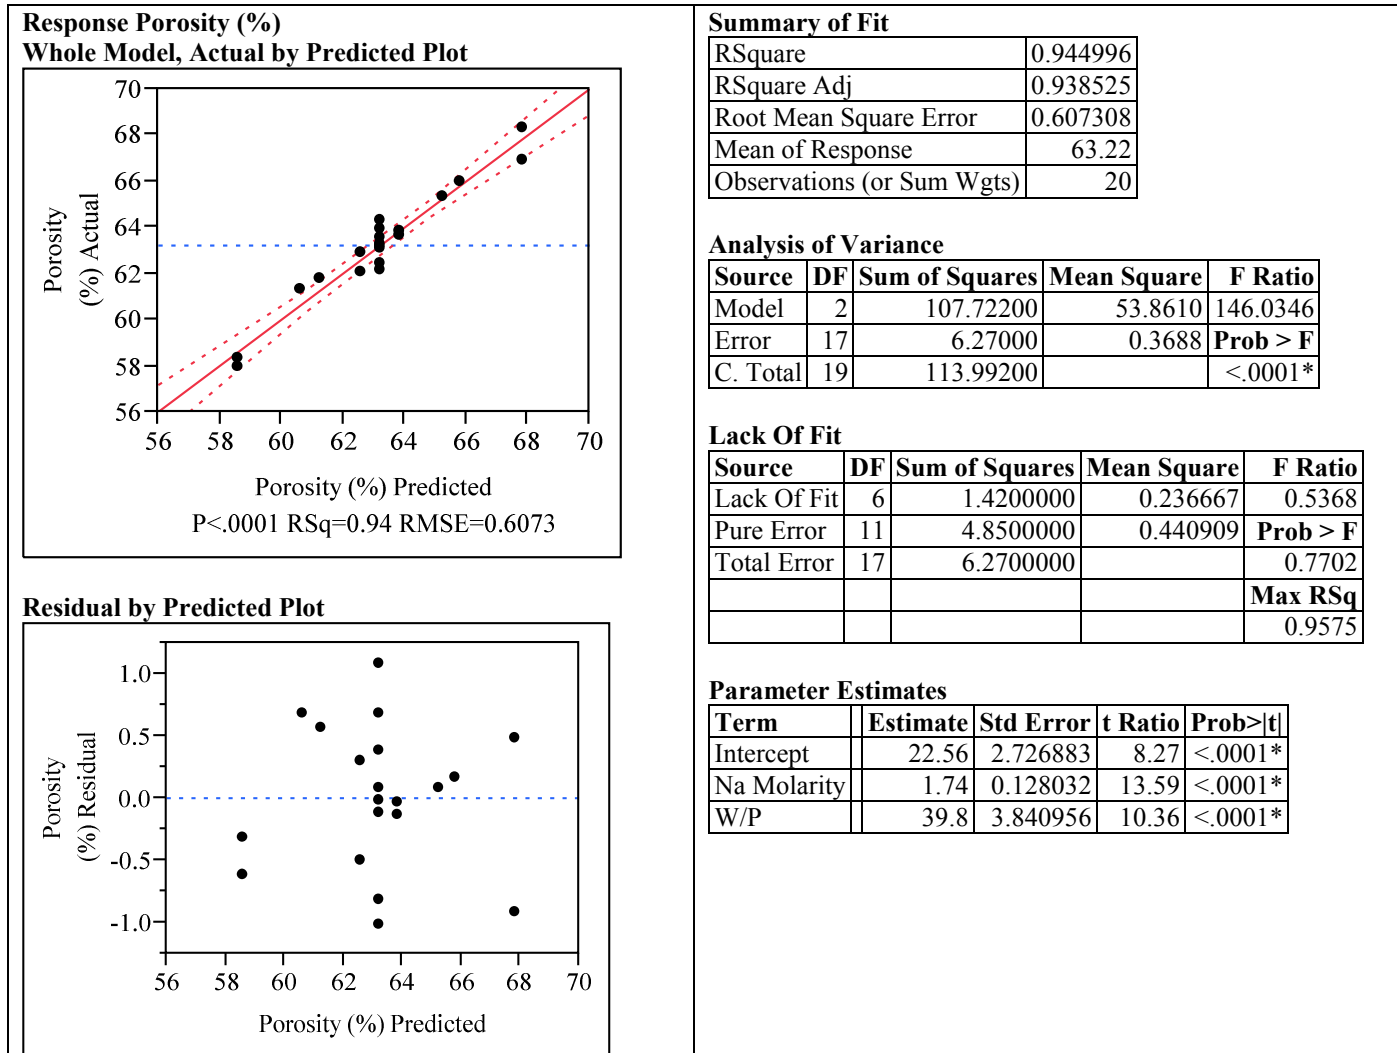 Response Porosity (%)
Whole Model, Actual by Predicted Plot
70
68
66
64
62
60
58
56
Porosity
(%) Actual
56 58 60 62 64 66 68 70
Porosity (%) Predicted
P<.0001 RSq=0.94 RMSE=0.6073
Residual by Predicted Plot
1.0
0.5
0.0
-0.5
-1.0
Porosity
(%) Residual
56 58 60 62 64 66 68 70
Porosity (%) Predicted
Summary of Fit
RSquare 0.944996
RSquare Adj 0.938525
Root Mean Square Error 0.607308
Mean of Response 63.22
Observations (or Sum Wgts) 20
Analysis of Variance
Source DF Sum of Squares Mean Square F Ratio
Model 2 107.72200 53.8610 146.0346
Error 17 6.27000 0.3688 Prob > F
C. Total 19 113.99200 <.0001*
Lack Of Fit
Source DF Sum of Squares Mean Square F Ratio
Lack Of Fit 6 1.4200000 0.236667 0.5368
Pure Error 11 4.8500000 0.440909 Prob > F
Total Error 17 6.2700000 0.7702
Max RSq
0.9575
Parameter Estimates
Term Estimate Std Error t Ratio Prob>|t|
Intercept 22.56 2.726883 8.27 <.0001*
Na Molarity 1.74 0.128032 13.59 <.0001*
W/P 39.8 3.840956 10.36 <.0001*